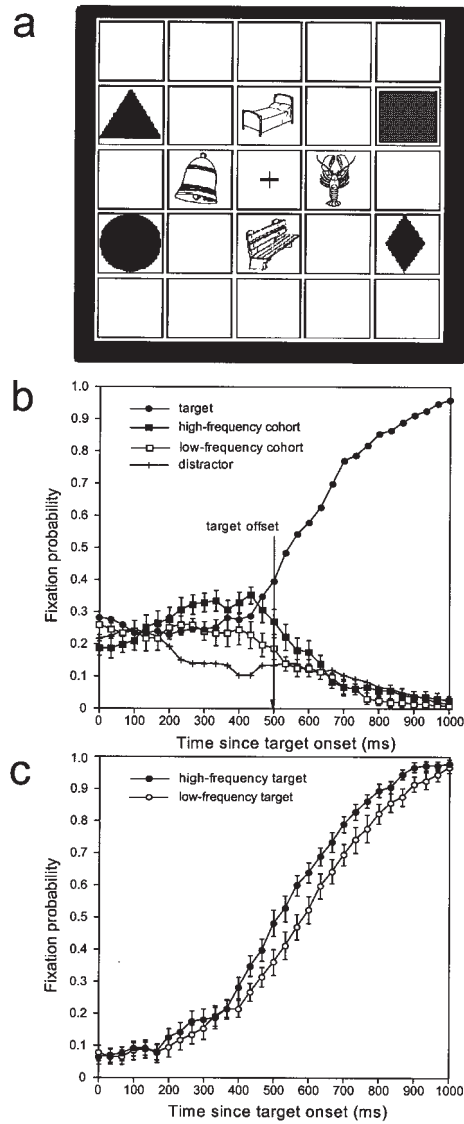 a
b
1.0
0.9
0.8
0.7
0.6
0.5
0.4
0.3
0.2
0.1
0
Fixation probability
target
high-frequency cohort
low-frequency cohort
distractor
target offset
0 100 200 300 400 500 600 700 800 900 1000
Time since target onset (ms)
c
1.0
0.9
0.8
0.7
0.6
0.5
0.4
0.3
0.2
0.1
0
Fixation probability
high-frequency target
low-frequency target
0 100 200 300 400 500 600 700 800 900 1000
Time since target onset (ms)